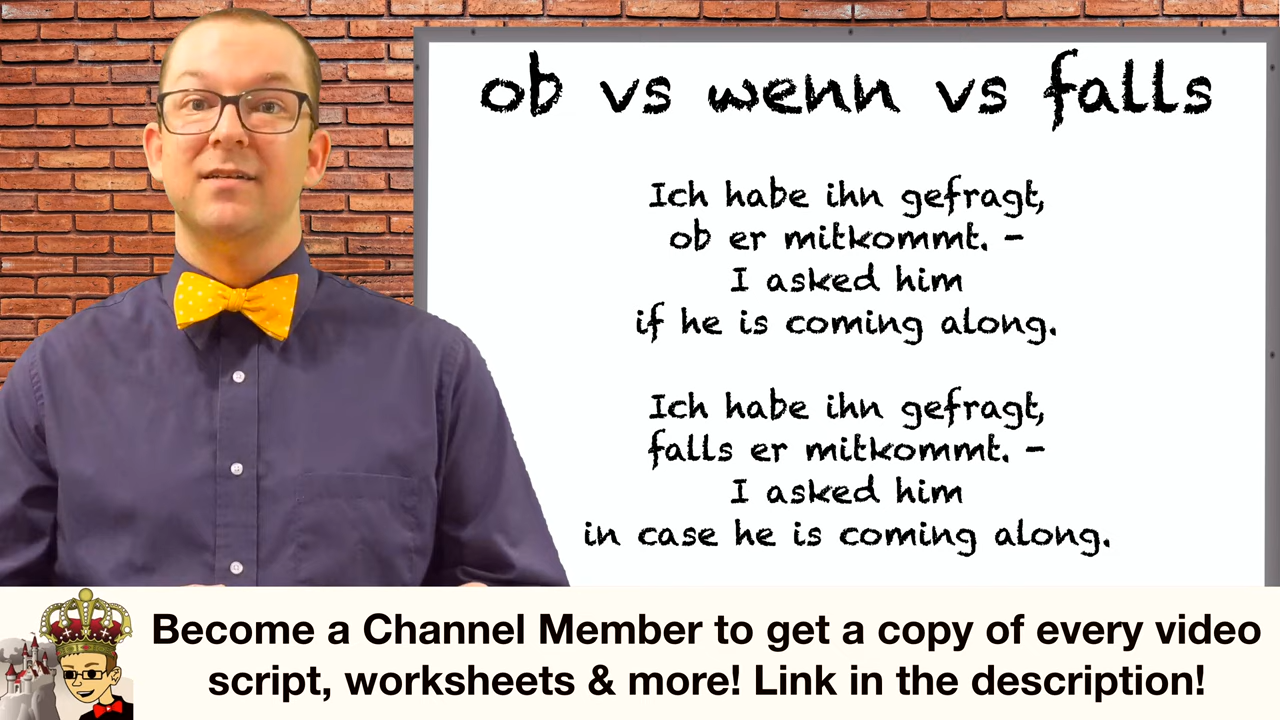 ob vs wenn vs falls
Ich habe ihn gefragt,
ob er mitkommt. –
I asked him
if he is coming along.
Ich habe ihn gefragt,
falls er mitkommt. –
I asked him
in case he is coming along.
Become a Channel Member to get a copy of every video
script, worksheets & more! Link in the description!